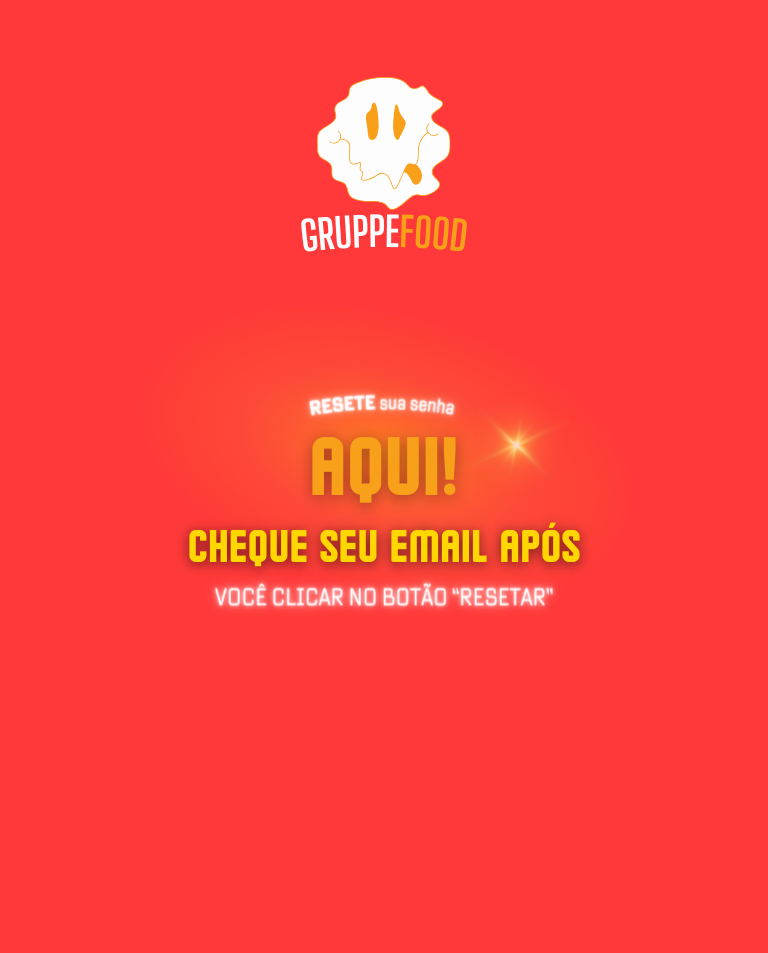 GRUPPEFOOD
RESETE sua senha
AQUI!
CHEQUE SEU EMAIL APÓS
VOCÊ CLICAR NO BOTÃO “RESETAR”